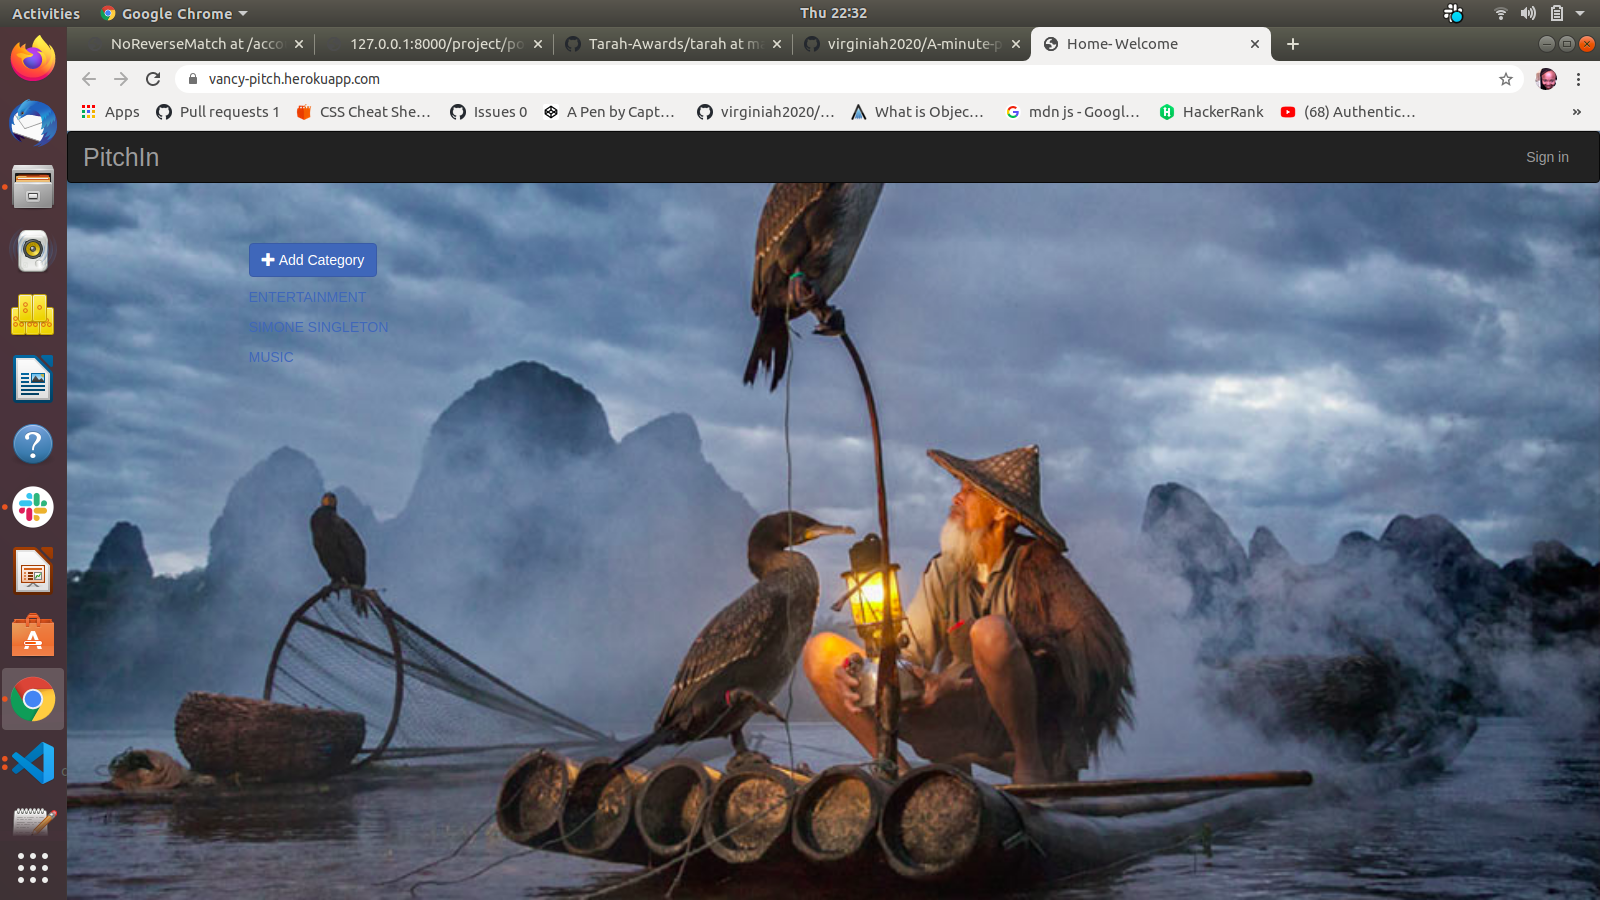 Activities Google Chrome Thu 22:32
NoReverseMatch at /acco 127.0.0.1:8000/project/po Tarah-Awards/tarah at ma virginiah2020/A-minute-p Home- Welcome
vancy-pitch.herokuapp.com
Apps Pull requests 1 CSS Cheat She... Issues 0 A Pen by Capt... virginiah2020/... What is Objec... mdn js - Googl... HackerRank (68) Authentic... »
PitchIn Sign in
Add Category
ENTERTAINMENT
SIMONE SINGLETON
MUSIC